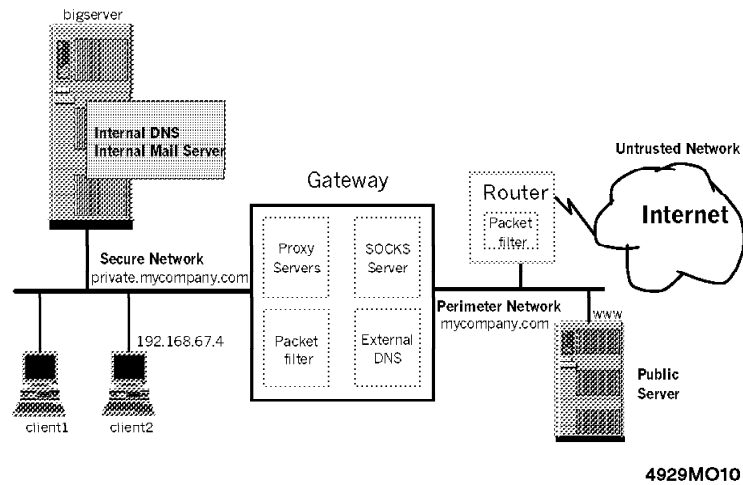 bigserver
Internal DNS
Internal Mail Server
Secure Network
private.mycompany.com
192.168.67.4
client1
client2
Gateway
Proxy
Servers
SOCKS
Server
Packet
filter
External
DNS
Router
Packet
filter
Untrusted Network
Internet
Perimeter Network
mycompany.com
www
Public
Server
4929MO10